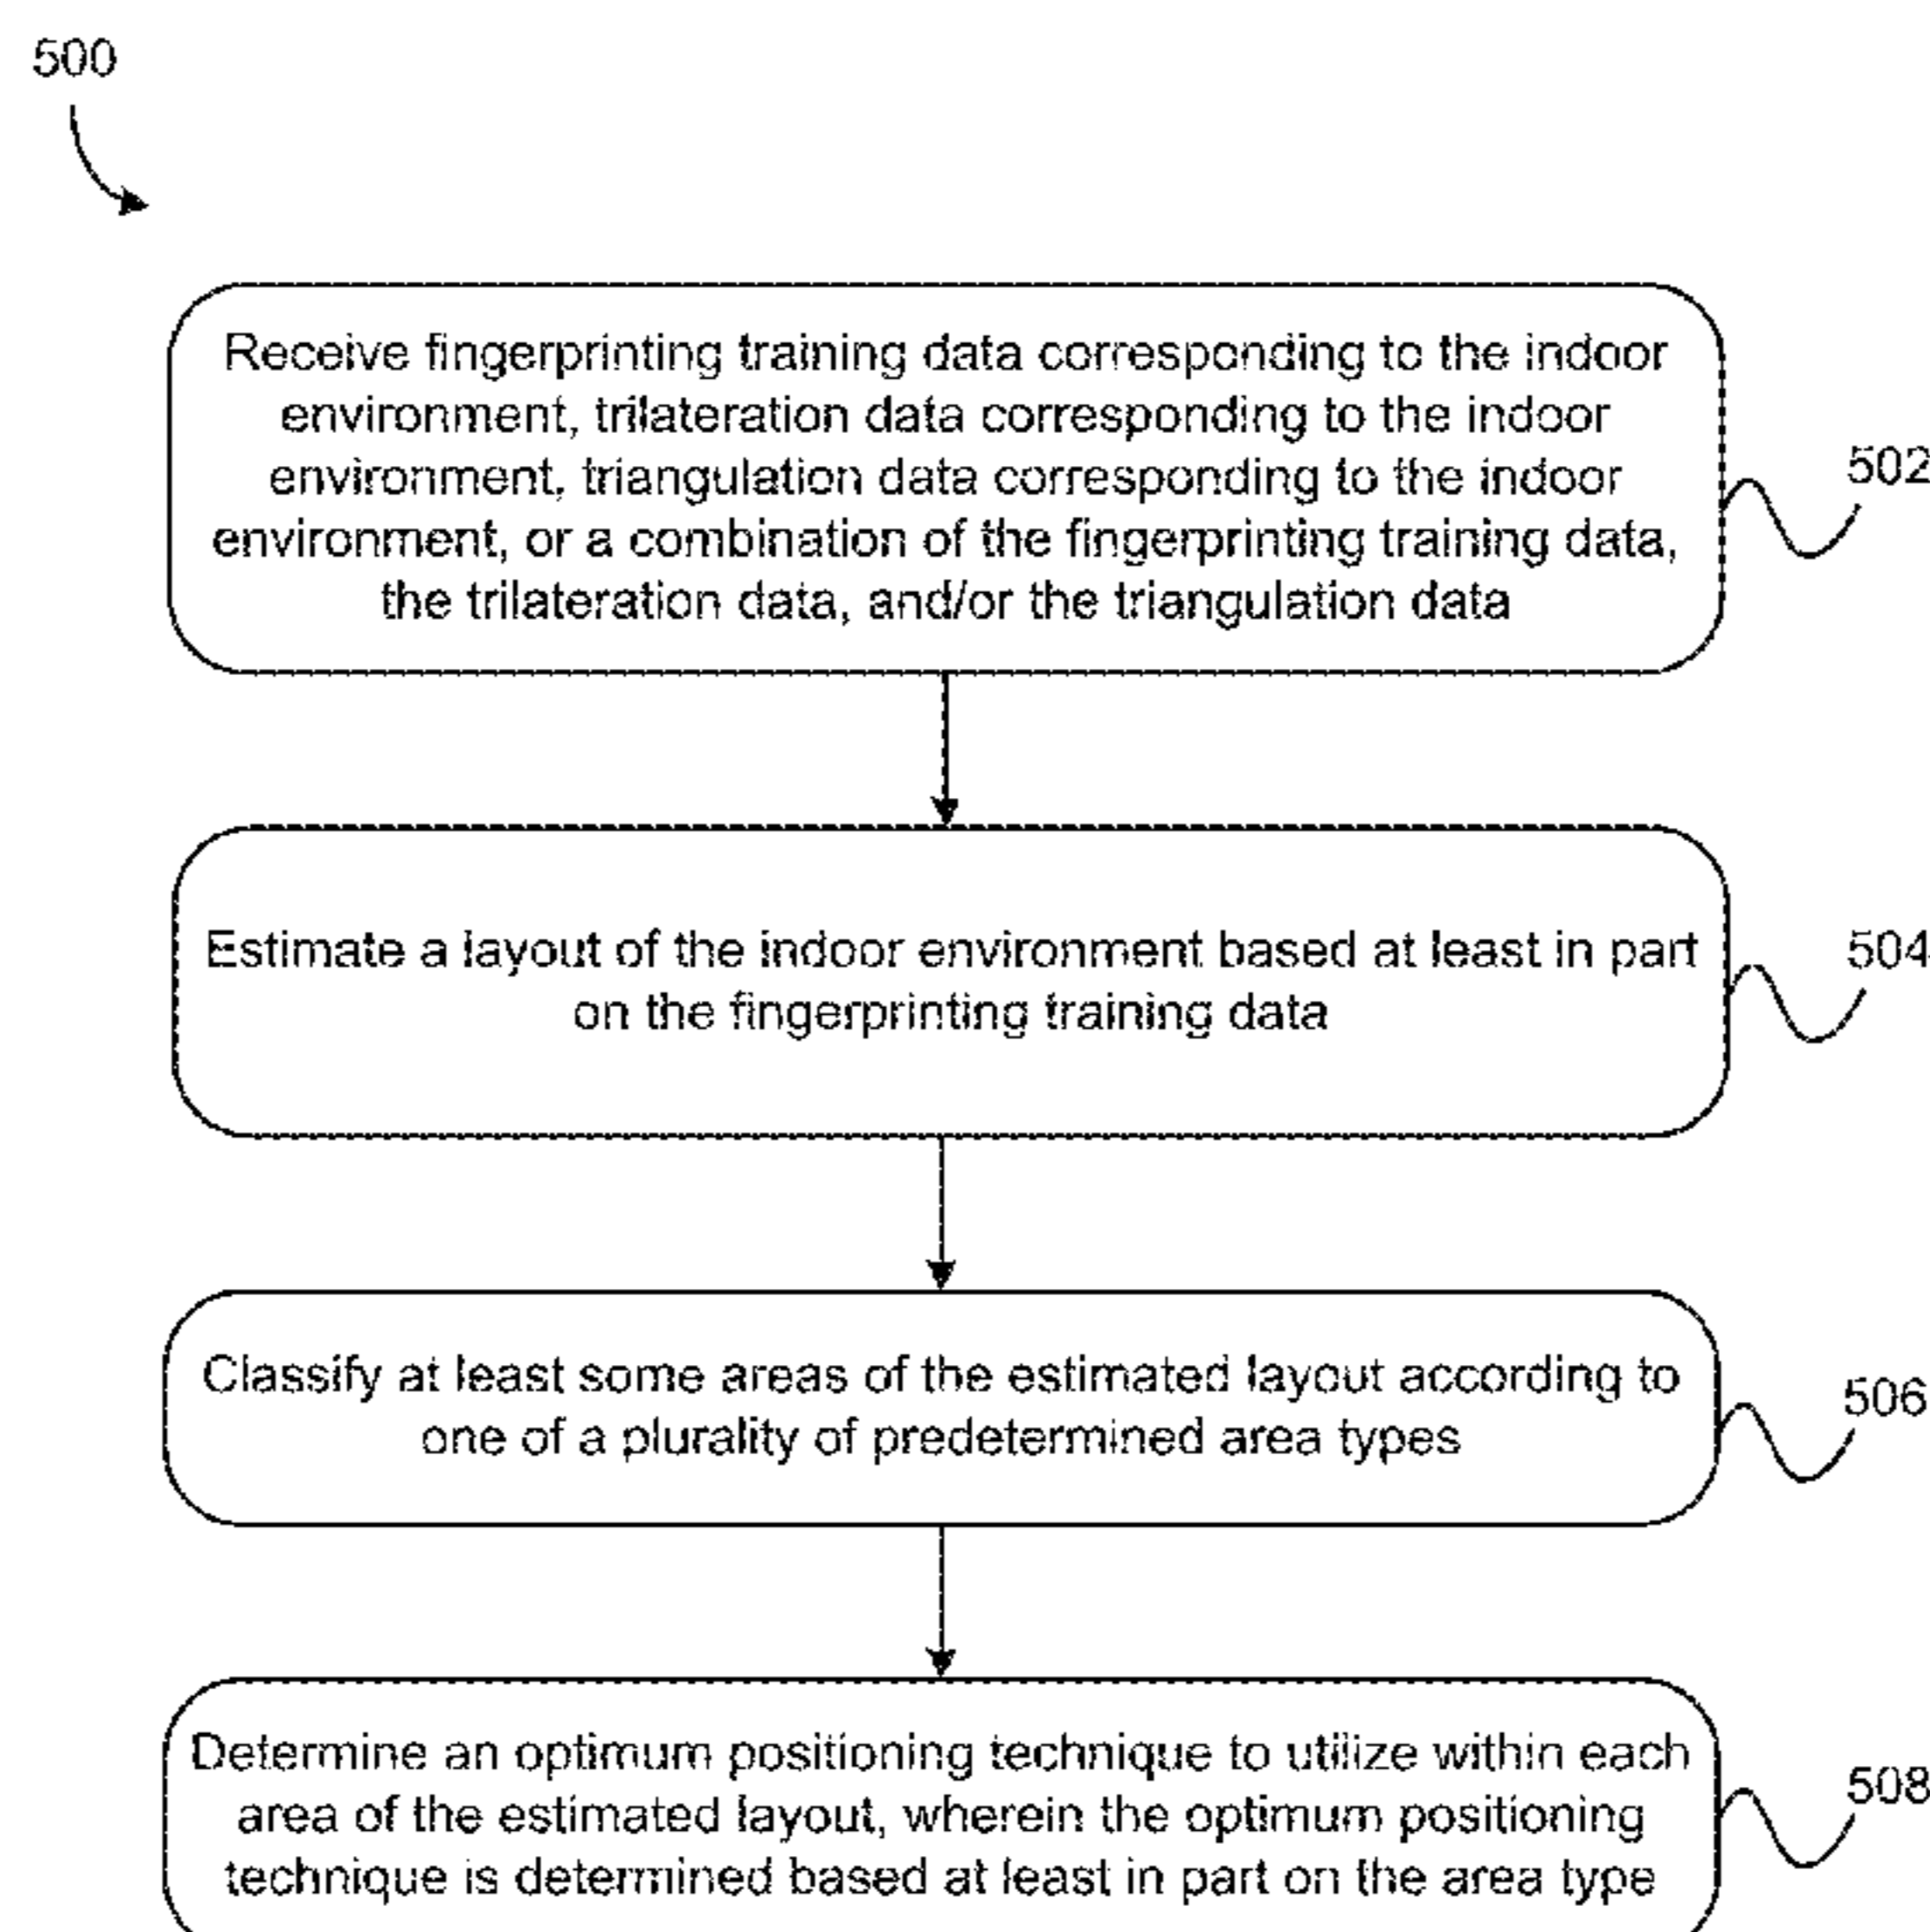 500
Receive fingerprinting training data corresponding to the indoor
environment, trilateration data corresponding to the indoor
environment, triangulation data corresponding to the indoor
environment, or a combination of the fingerprinting training data,
the trilateration data, and/or the triangulation data
502
Estimate a layout of the indoor environment based at least in part
on the fingerprinting training data
504
Classify at least some areas of the estimated layout according to
one of a plurality of predetermined area types
506
Determine an optimum positioning technique to utilize within each
area of the estimated layout, wherein the optimum positioning
technique is determined based at least in part on the area type
508